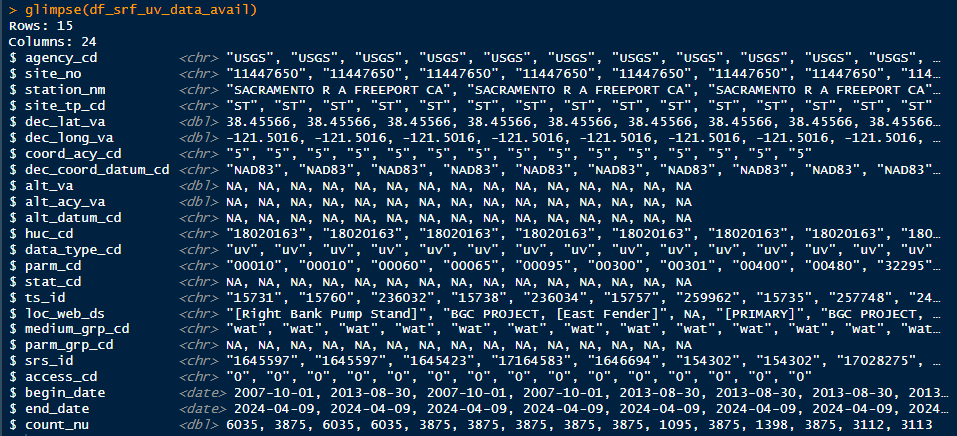 > glimpse(df_srf_uv_data_avail)
Rows: 15
Columns: 24
$ agency_cd <chr> "USGS", "USGS", "USGS", "USGS", "USGS", "USGS", "USGS", "USGS", "USGS", "USGS", "USGS", …
$ site_no <chr> "11447650", "11447650", "11447650", "11447650", "11447650", "11447650", "11447650", "114…
$ station_nm <chr> "SACRAMENTO R A FREEPORT CA", "SACRAMENTO R A FREEPORT CA", "SACRAMENTO R A FREEPORT CA"…
$ site_tp_cd <chr> "ST", "ST", "ST", "ST", "ST", "ST", "ST", "ST", "ST", "ST", "ST", "ST", "ST", "ST", "ST"
$ dec_lat_va <dbl> 38.45566, 38.45566, 38.45566, 38.45566, 38.45566, 38.45566, 38.45566, 38.45566, 38.45566…
$ dec_long_va <dbl> -121.5016, -121.5016, -121.5016, -121.5016, -121.5016, -121.5016, -121.5016, -121.5016, …
$ coord_acy_cd <chr> "5", "5", "5", "5", "5", "5", "5", "5", "5", "5", "5", "5", "5", "5", "5"
$ dec_coord_datum_cd <chr> "NAD83", "NAD83", "NAD83", "NAD83", "NAD83", "NAD83", "NAD83", "NAD83", "NAD83", "NAD83"…
$ alt_va <dbl> NA, NA, NA, NA, NA, NA, NA, NA, NA, NA, NA, NA, NA, NA, NA
$ alt_acy_va <dbl> NA, NA, NA, NA, NA, NA, NA, NA, NA, NA, NA, NA, NA, NA, NA
$ alt_datum_cd <chr> NA, NA, NA, NA, NA, NA, NA, NA, NA, NA, NA, NA, NA, NA, NA
$ huc_cd <chr> "18020163", "18020163", "18020163", "18020163", "18020163", "18020163", "18020163", "180…
$ data_type_cd <chr> "uv", "uv", "uv", "uv", "uv", "uv", "uv", "uv", "uv", "uv", "uv", "uv", "uv", "uv", "uv"
$ parm_cd <chr> "00010", "00010", "00060", "00065", "00095", "00300", "00301", "00400", "00480", "32295"…
$ stat_cd <chr> NA, NA, NA, NA, NA, NA, NA, NA, NA, NA, NA, NA, NA, NA, NA
$ ts_id <chr> "15731", "15760", "236032", "15738", "236034", "15757", "259962", "15735", "257748", "24…
$ loc_web_ds <chr> "[Right Bank Pump Stand]", "BGC PROJECT, [East Fender]", NA, "[PRIMARY]", "BGC PROJECT, …
$ medium_grp_cd <chr> "wat", "wat", "wat", "wat", "wat", "wat", "wat", "wat", "wat", "wat", "wat", "wat", "wat…
$ parm_grp_cd <chr> NA, NA, NA, NA, NA, NA, NA, NA, NA, NA, NA, NA, NA, NA, NA
$ srs_id <chr> "1645597", "1645597", "1645423", "17164583", "1646694", "154302", "154302", "17028275", …
$ access_cd <chr> "0", "0", "0", "0", "0", "0", "0", "0", "0", "0", "0", "0", "0", "0", "0"
$ begin_date <date> 2007-10-01, 2013-08-30, 2007-10-01, 2007-10-01, 2013-08-30, 2013-08-30, 2013-08-30, 2013…
$ end_date <date> 2024-04-09, 2024-04-09, 2024-04-09, 2024-04-09, 2024-04-09, 2024-04-09, 2024-04-09, 2024…
$ count_nu <dbl> 6035, 3875, 6035, 6035, 3875, 3875, 3875, 3875, 3875, 1095, 3875, 1398, 3875, 3112, 3113